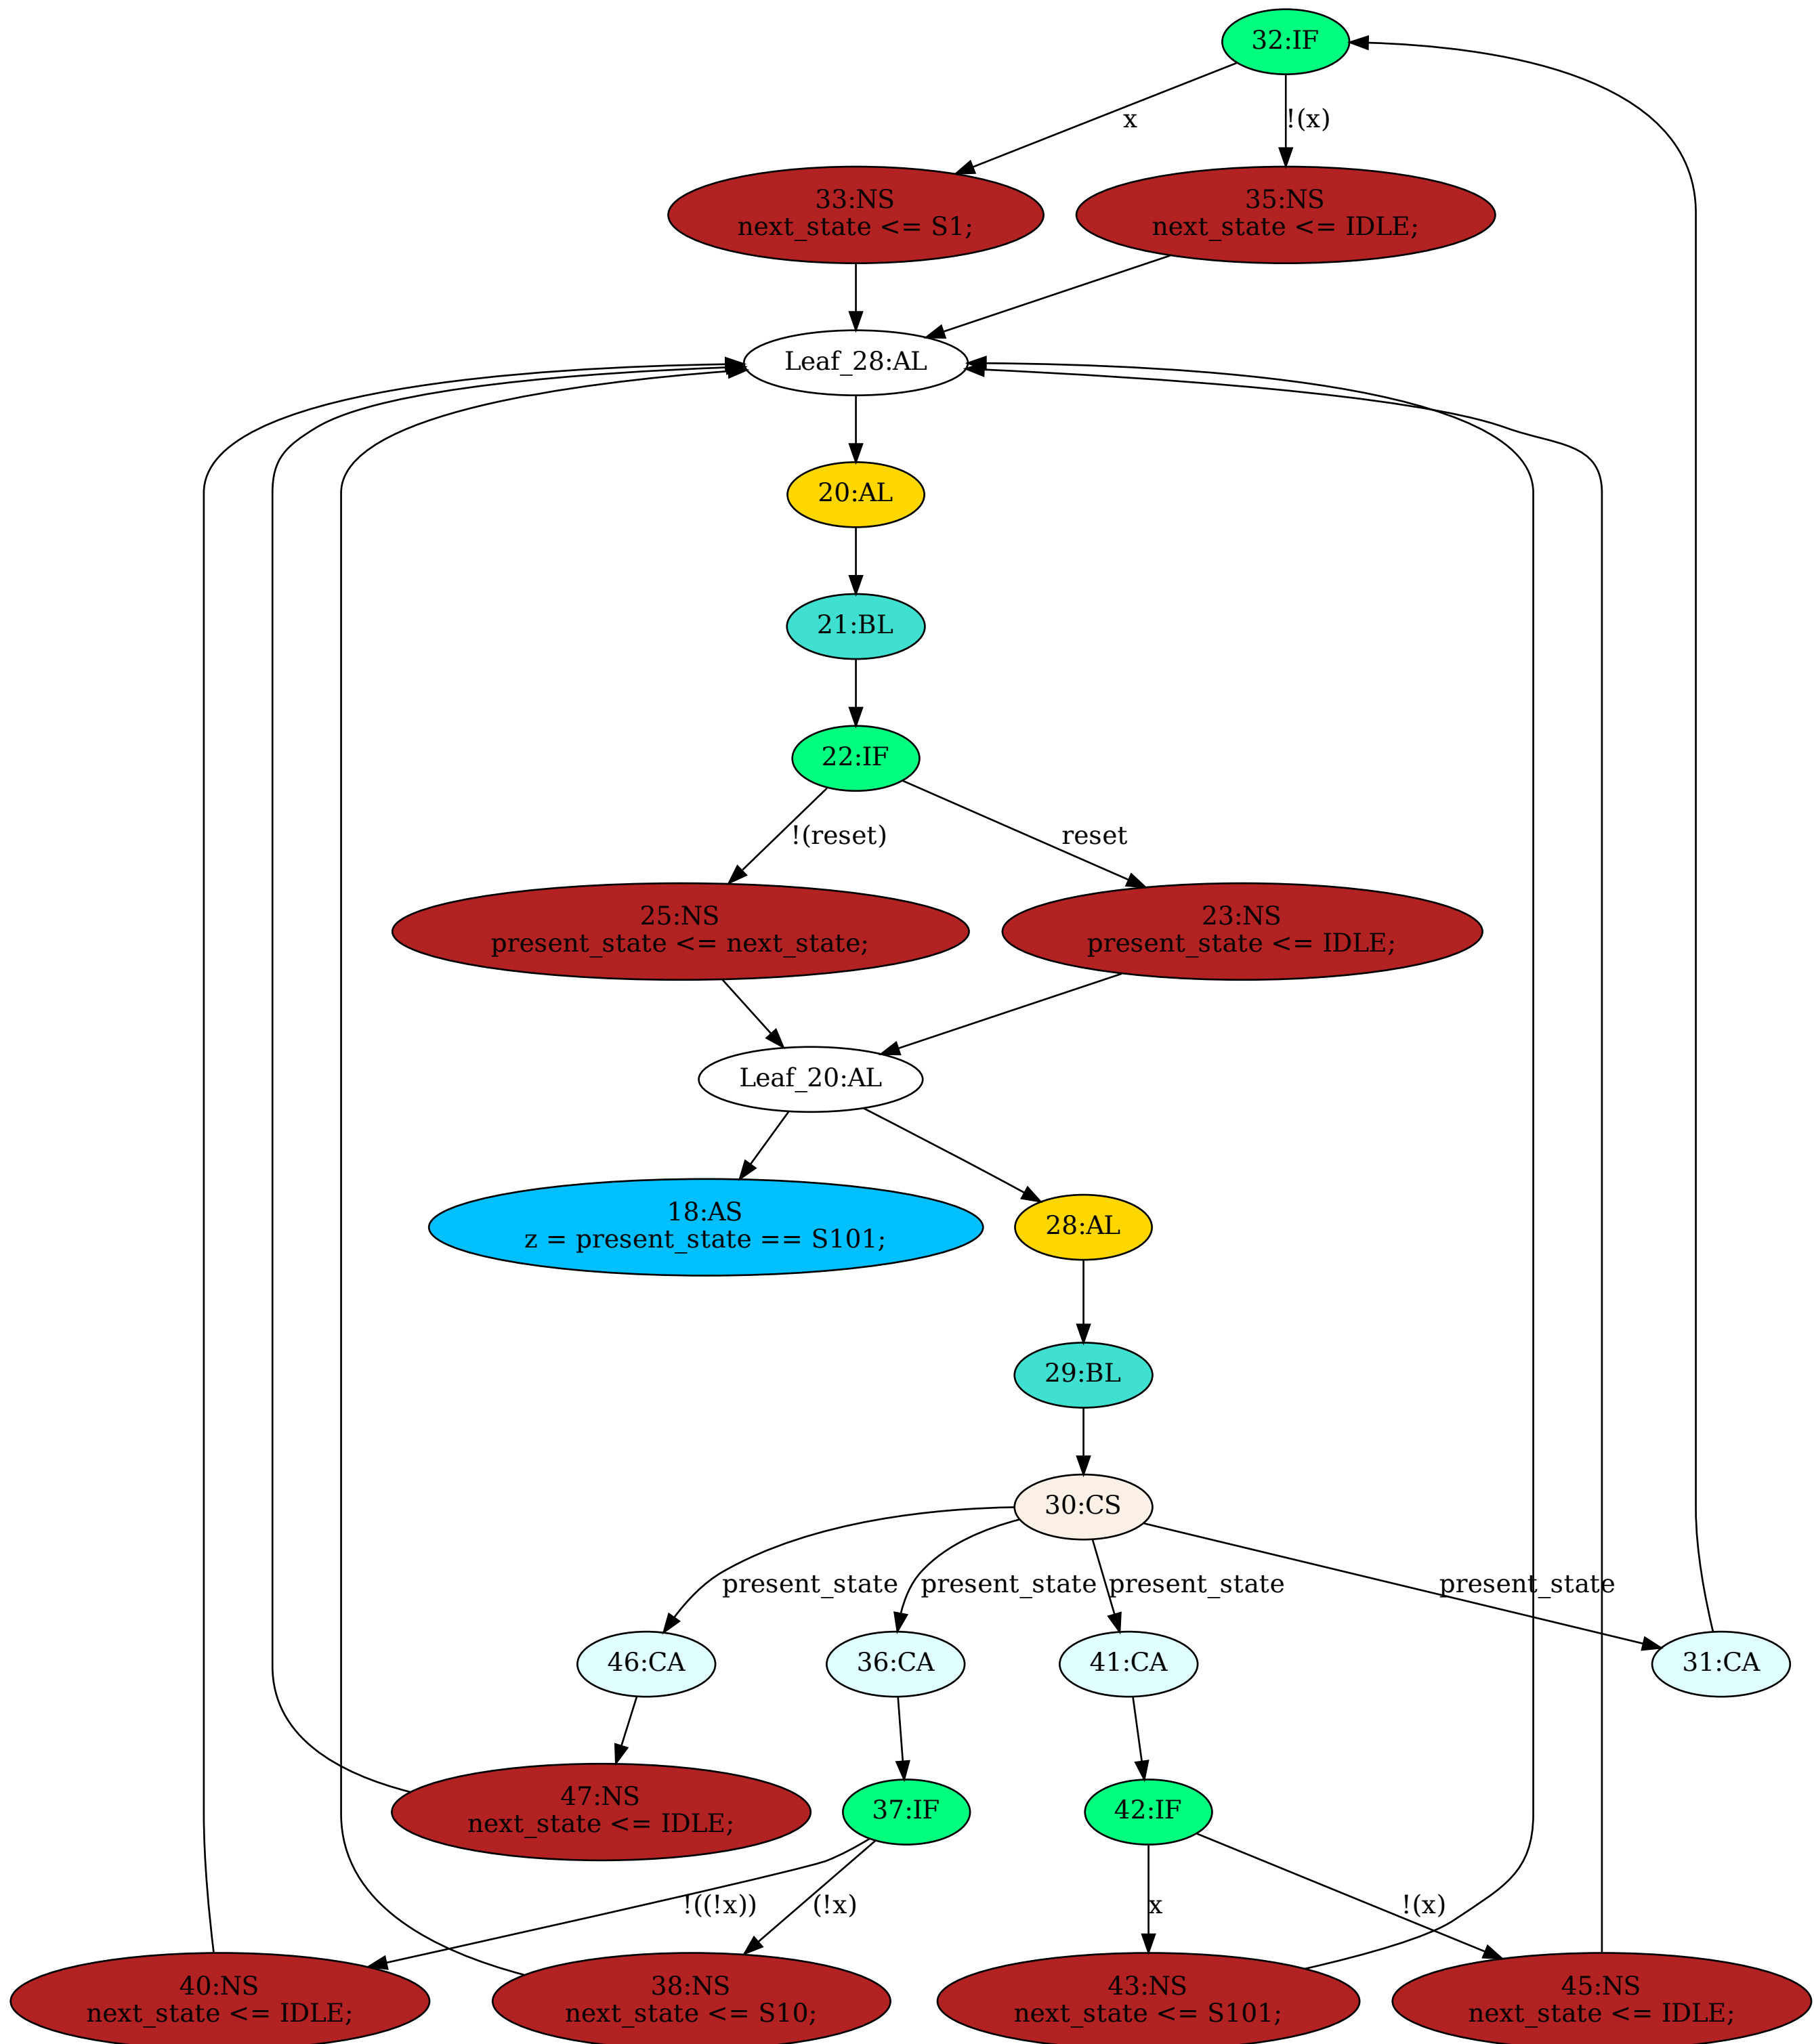 32:IF
x
!(x)
33:NS
next_state <= S1;
35:NS
next_state <= IDLE;
Leaf_28:AL
20:AL
21:BL
22:IF
!(reset)
reset
25:NS
present_state <= next_state;
23:NS
present_state <= IDLE;
Leaf_20:AL
18:AS
z = present_state == S101;
28:AL
29:BL
30:CS
present_state
present_state
present_state
present_state
46:CA
36:CA
41:CA
31:CA
47:NS
next_state <= IDLE;
37:IF
42:IF
!((!x))
(!x)
x
!(x)
40:NS
next_state <= IDLE;
38:NS
next_state <= S10;
43:NS
next_state <= S101;
45:NS
next_state <= IDLE;